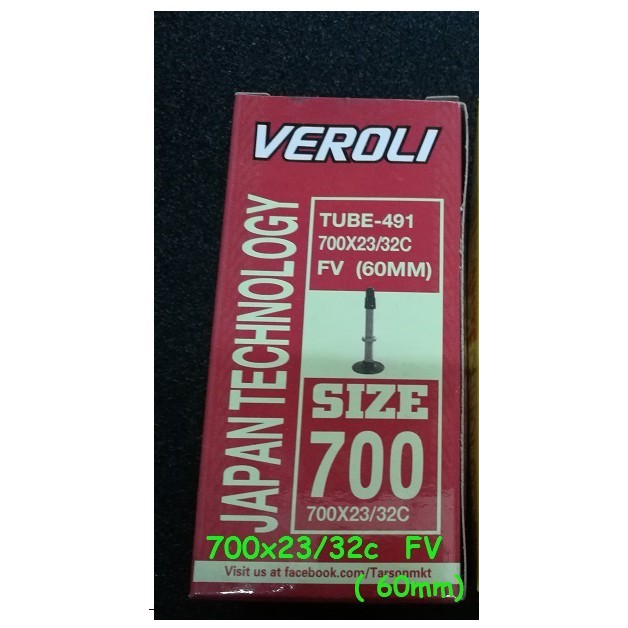 VEROLI
JAPAN TECHNOLOGY
TUBE-491
700X23/32C
FV (60MM)
SIZE
700
700X23/32C
700x23/32c FV
( 60mm)
Visit us at facebook.com/Tarsonmkt